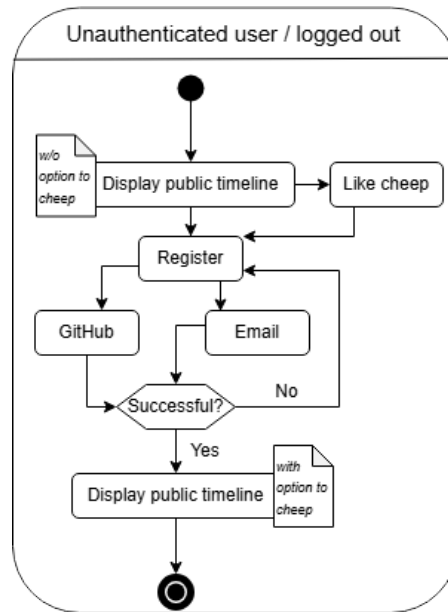 Unauthenticated user / logged out
w/o
option to
cheep
Display public timeline
Like cheep
Register
GitHub
Email
Successful?
No
Yes
Display public timeline
with
option to
cheep